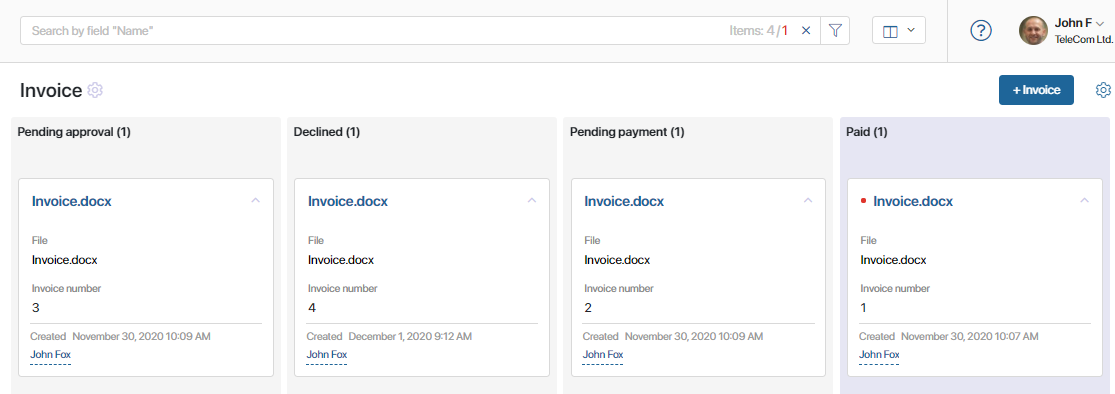 Search by field "Name"
Items: 4/1
John F
TeleCom Ltd.
Invoice
+ Invoice
Pending approval (1)
Invoice.docx
File
Invoice.docx
Invoice number
3
Created November 30, 2020 10:09 AM
John Fox
Declined (1)
Invoice.docx
File
Invoice.docx
Invoice number
4
Created December 1, 2020 9:12 AM
John Fox
Pending payment (1)
Invoice.docx
File
Invoice.docx
Invoice number
2
Created November 30, 2020 10:09 AM
John Fox
Paid (1)
Invoice.docx
File
Invoice.docx
Invoice number
1
Created November 30, 2020 10:07 AM
John Fox